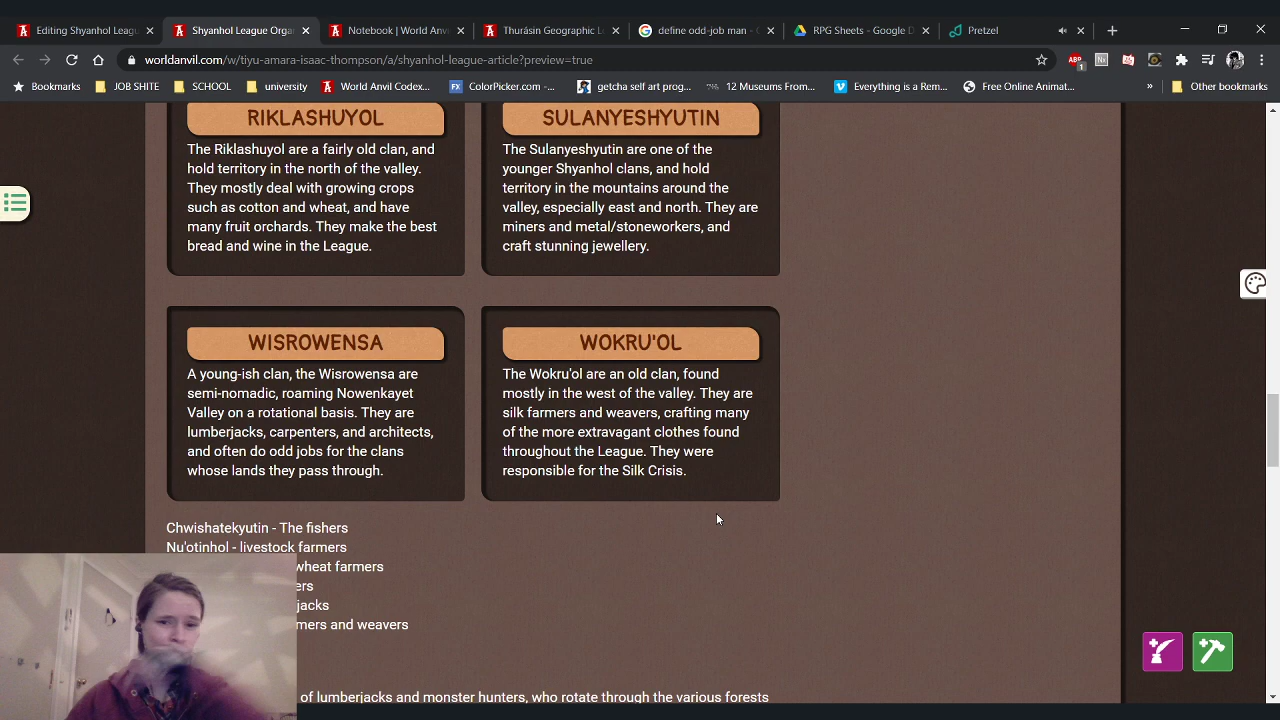 Editing Shyanhol Leagu
Shyanhol League Orga
Notebook | World Anvi
Thurásin Geographic L
define odd-job man - G
RPG Sheets - Google D
Pretzel
worldanvil.com/w/tiyu-amara-isaac-thompson/a/shyanhol-league-article?preview=true
Bookmarks
JOB SHITE
SCHOOL
university
World Anvil Codex...
ColorPicker.com -...
getcha self art prog...
12 Museums From...
Everything is a Rem...
Free Online Animat...
Other bookmarks
RIKLASHUYOL
The Riklashuyol are a fairly old clan, and
hold territory in the north of the valley.
They mostly deal with growing crops
such as cotton and wheat, and have
many fruit orchards. They make the best
bread and wine in the League.
SULANYESHYUTIN
The Sulanyeshyutin are one of the
younger Shyanhol clans, and hold
territory in the mountains around the
valley, especially east and north. They are
miners and metal/stoneworkers, and
craft stunning jewellery.
WISROWENSA
A young-ish clan, the Wisrowensa are
semi-nomadic, roaming Nowenkayet
Valley on a rotational basis. They are
lumberjacks, carpenters, and architects,
and often do odd jobs for the clans
whose lands they pass through.
WOKRU'OL
The Wokru'ol are an old clan, found
mostly in the west of the valley. They are
silk farmers and weavers, crafting many
of the more extravagant clothes found
throughout the League. They were
responsible for the Silk Crisis.
Chwishatekyutin - The fishers
Nu'otinhol - livestock farmers
wheat farmers
ers
jacks
mers and weavers
of lumberjacks and monster hunters, who rotate through the various forests